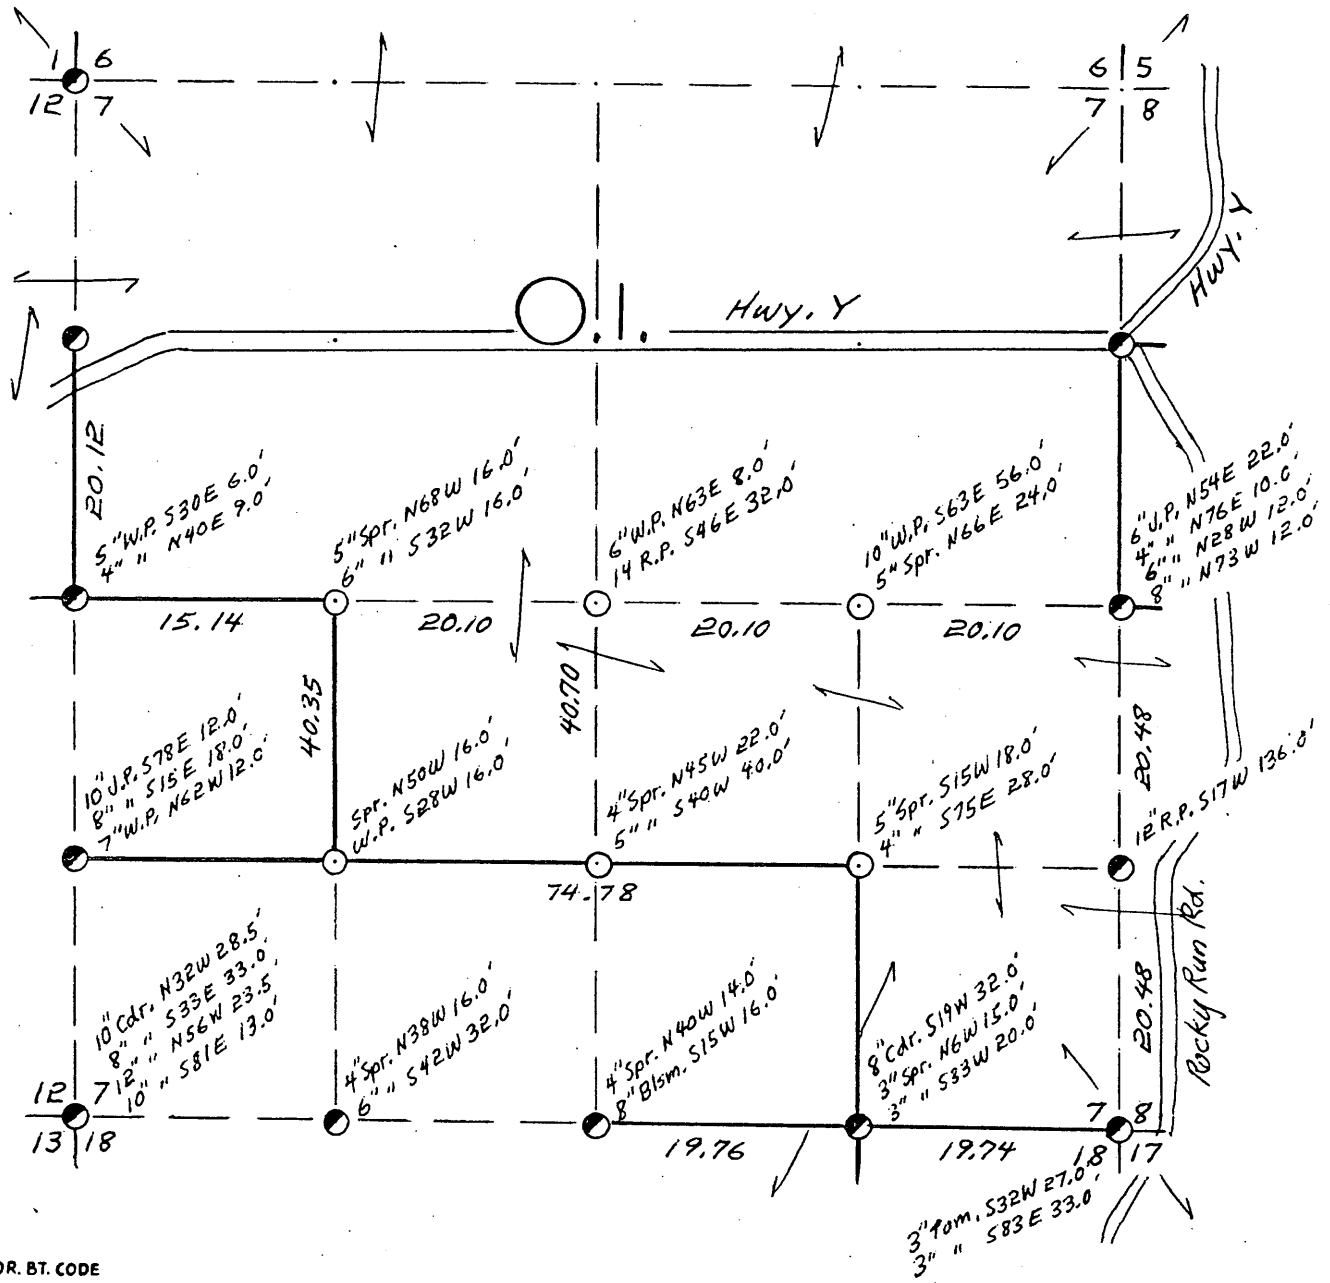 1 6
12 7
6 5
7 8
Hwy. Y
Hwy. Y
O.I.
20.12
5" W.P. S30E 6.0'
4" " N40E 9.0'
5" Spr. N68W 16.0'
6" " S32W 16.0'
6" W.P. N63E 8.0'
14 R.P. S46E 32.0'
10" W.P. S63E 56.0'
5" Spr. N66E 24.0'
6" J.P. N54E 22.0'
4" " N76E 10.0'
6" " N28W 12.0'
8" " N73W 12.0'
15.14
20.10
20.10
20.10
40.35
40.70
20.48
10" J.P. S78E 12.0'
8" " S15E 18.0'
7" W.P. N62W 12.0'
Spr. N50W 16.0'
W.P. S28W 16.0'
4" Spr. N45W 22.0'
5" " S40W 40.0'
5" Spr. S15W 18.0'
4" " S75E 28.0'
12" R.P. S17W 136.0'
74.78
10" Cdr. N32W 28.5'
8" " S33E 33.0'
12" " N56W 23.5'
10" " S81E 13.0'
4" Spr. N38W 16.0'
6" " S42W 32.0'
4" Spr. N40W 14.0'
8" Blsm. S15W 16.0'
8" Cdr. S19W 32.0'
3" Spr. N6W 15.0'
3" " S33W 20.0'
20.48
Rocky Run Rd.
12 7
13 18
19.76
19.74
7 8
18 17
3" Tam. S32W 27.0'
3" " S83E 33.0'
OR. BT. CODE